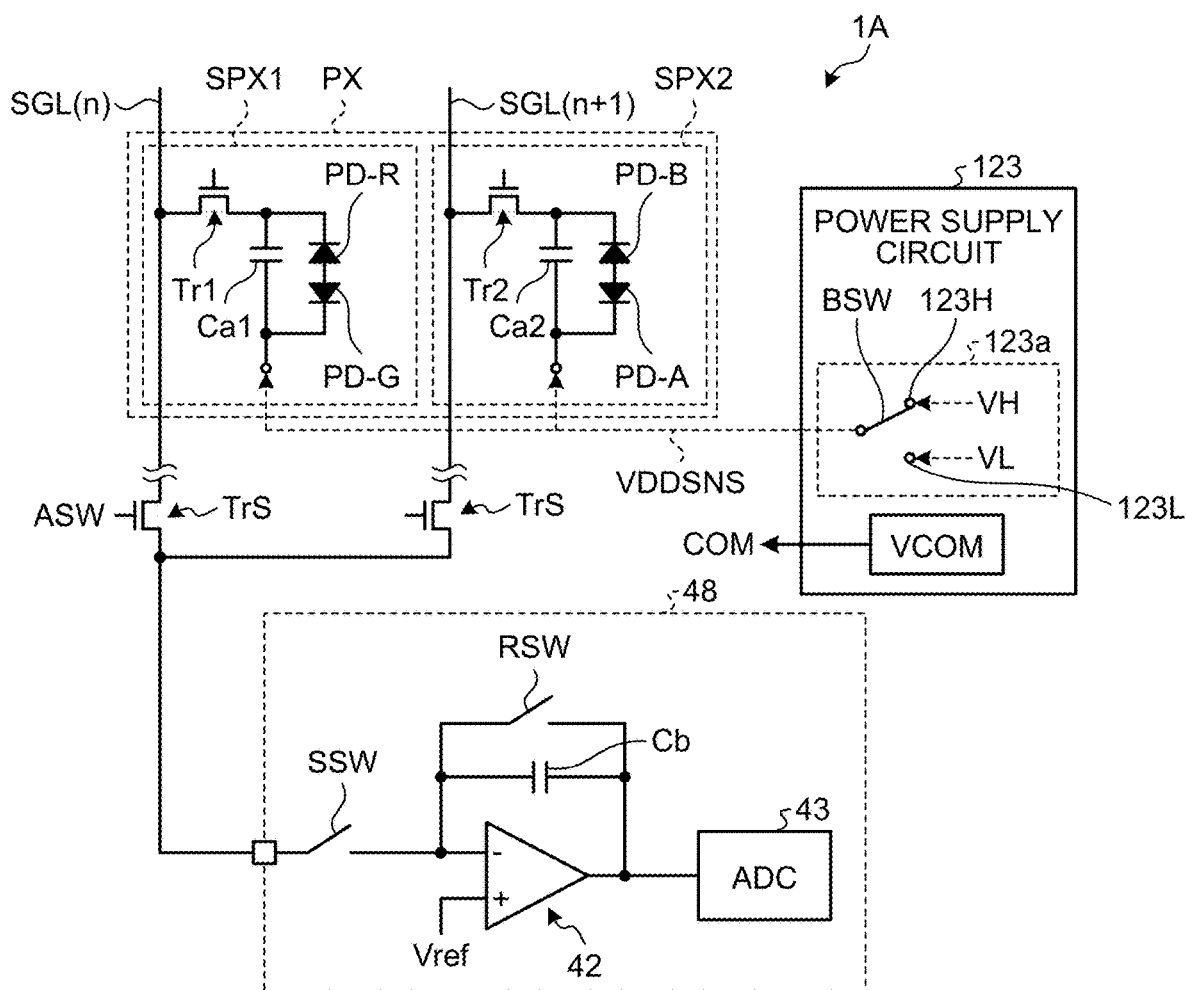 1A
SPX1
PX
SPX2
SGL(n)
SGL(n+1)
PD-R
PD-B
123
POWER SUPPLY
CIRCUIT
Tr1
Tr2
BSW
123H
Ca1
Ca2
123a
PD-G
PD-A
VH
VL
VDDSNS
123L
ASW
TrS
TrS
COM
VCOM
48
RSW
Cb
SSW
43
-
ADC
+
Vref
42